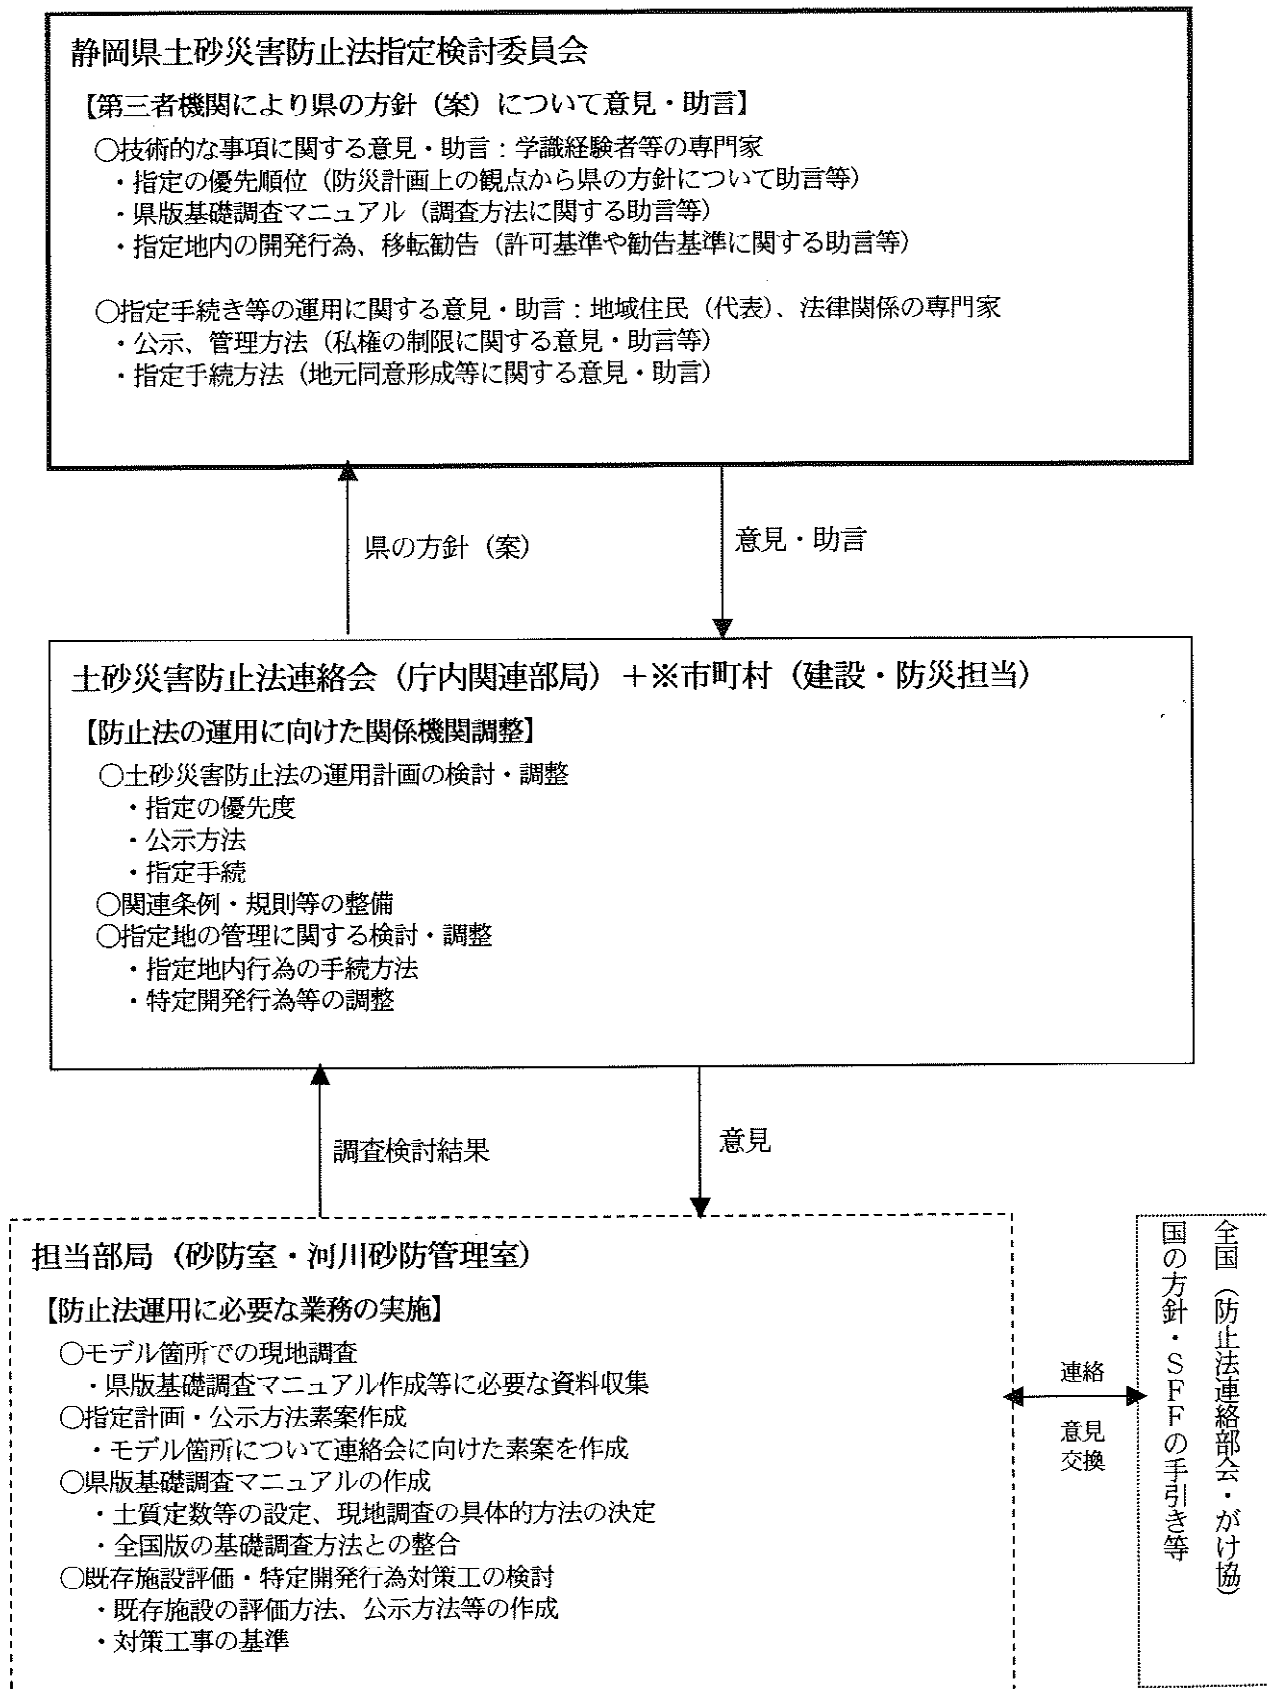 静岡県土砂災害防止法指定検討委員会
【第三者機関により県の方針（案）について意見・助言】
○技術的な事項に関する意見・助言：学識経験者等の専門家
・指定の優先順位（防災計画上の観点から県の方針について助言等）
・県版基礎調査マニュアル（調査方法に関する助言等）
・指定地内の開発行為、移転勧告（許可基準や勧告基準に関する助言等）
○指定手続き等の運用に関する意見・助言：地域住民（代表）、法律関係の専門家
・公示、管理方法（私権の制限に関する意見・助言等）
・指定手続方法（地元同意形成等に関する意見・助言）
県の方針（案）
意見・助言
土砂災害防止法連絡会（庁内関連部局）＋※市町村（建設・防災担当）
【防止法の運用に向けた関係機関調整】
○土砂災害防止法の運用計画の検討・調整
・指定の優先度
・公示方法
・指定手続
○関連条例・規則等の整備
○指定地の管理に関する検討・調整
・指定地内行為の手続方法
・特定開発行為等の調整
調査検討結果
意見
担当部局（砂防室・河川砂防管理室）
【防止法運用に必要な業務の実施】
○モデル箇所での現地調査
・県版基礎調査マニュアル作成等に必要な資料収集
○指定計画・公示方法素案作成
・モデル箇所について連絡会に向けた素案を作成
○県版基礎調査マニュアルの作成
・土質定数等の設定、現地調査の具体的方法の決定
・全国版の基礎調査方法との整合
○既存施設評価・特定開発行為対策工の検討
・既存施設の評価方法、公示方法等の作成
・対策工事の基準
連絡
意見
交換
全国（防止法連絡部会・がけ協）
国の方針・ＳＦＦの手引き等